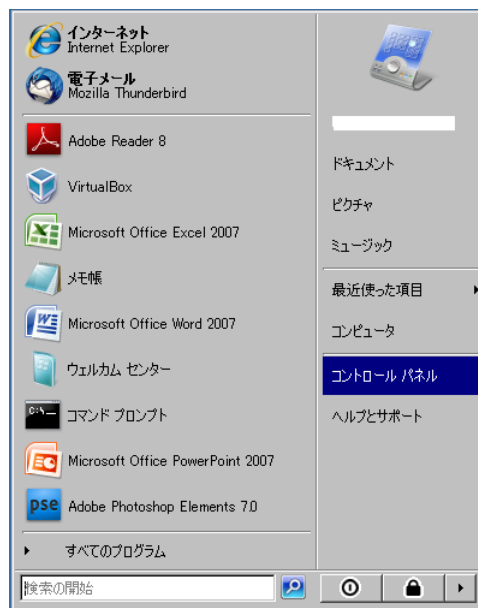 インターネット
Internet Explorer
電子メール
Mozilla Thunderbird
Adobe Reader 8
VirtualBox
Microsoft Office Excel 2007
メモ帳
Microsoft Office Word 2007
ウェルカム センター
C:\
コマンド プロンプト
Microsoft Office PowerPoint 2007
pse
Adobe Photoshop Elements 7.0
すべてのプログラム
検索の開始
ドキュメント
ピクチャ
ミュージック
最近使った項目
コンピュータ
コントロール パネル
ヘルプとサポート